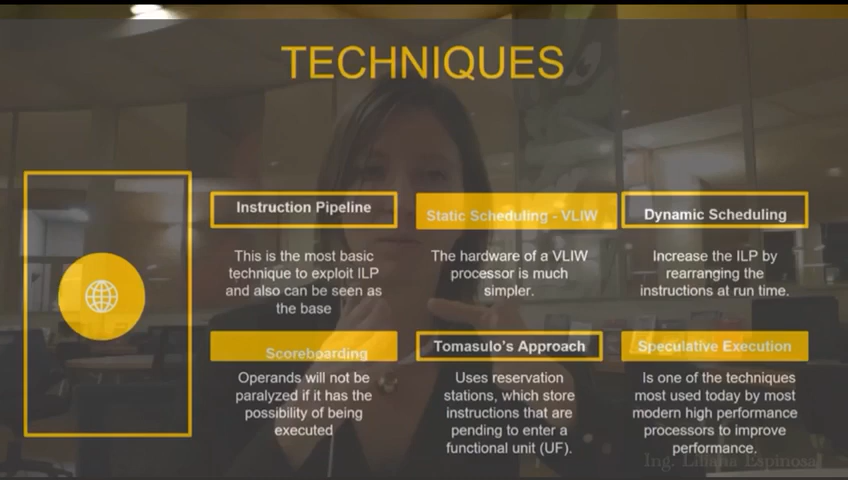 TECHNIQUES
Instruction Pipeline
This is the most basic
technique to exploit ILP
and also can be seen as
the base
Static Scheduling - VLIW
The hardware of a VLIW
processor is much
simpler.
Dynamic Scheduling
Increase the ILP by
rearranging the
instructions at run time.
Scoreboarding
Operands will not be
paralyzed if it has the
possibility of being
executed
Tomasulo's Approach
Uses reservation
stations, which store
instructions that are
pending to enter a
functional unit (UF).
Speculative Execution
Is one of the techniques
most used today by most
modern high performance
processors to improve
performance.
Ing. Liliana Espinosa